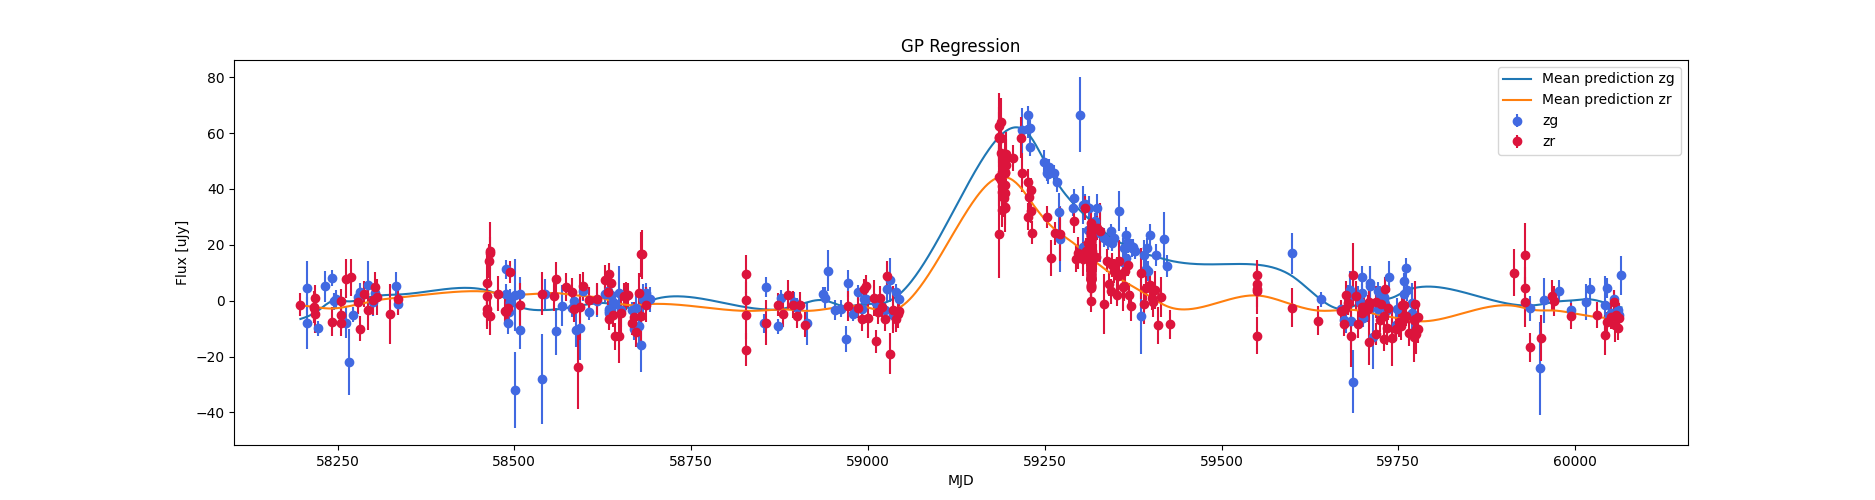 GP Regression
Mean prediction zg
Mean prediction zr
zg
zr
Flux [uJy]
80
60
40
20
0
−20
−40
58250 58500 58750 59000 59250 59500 59750 60000
MJD